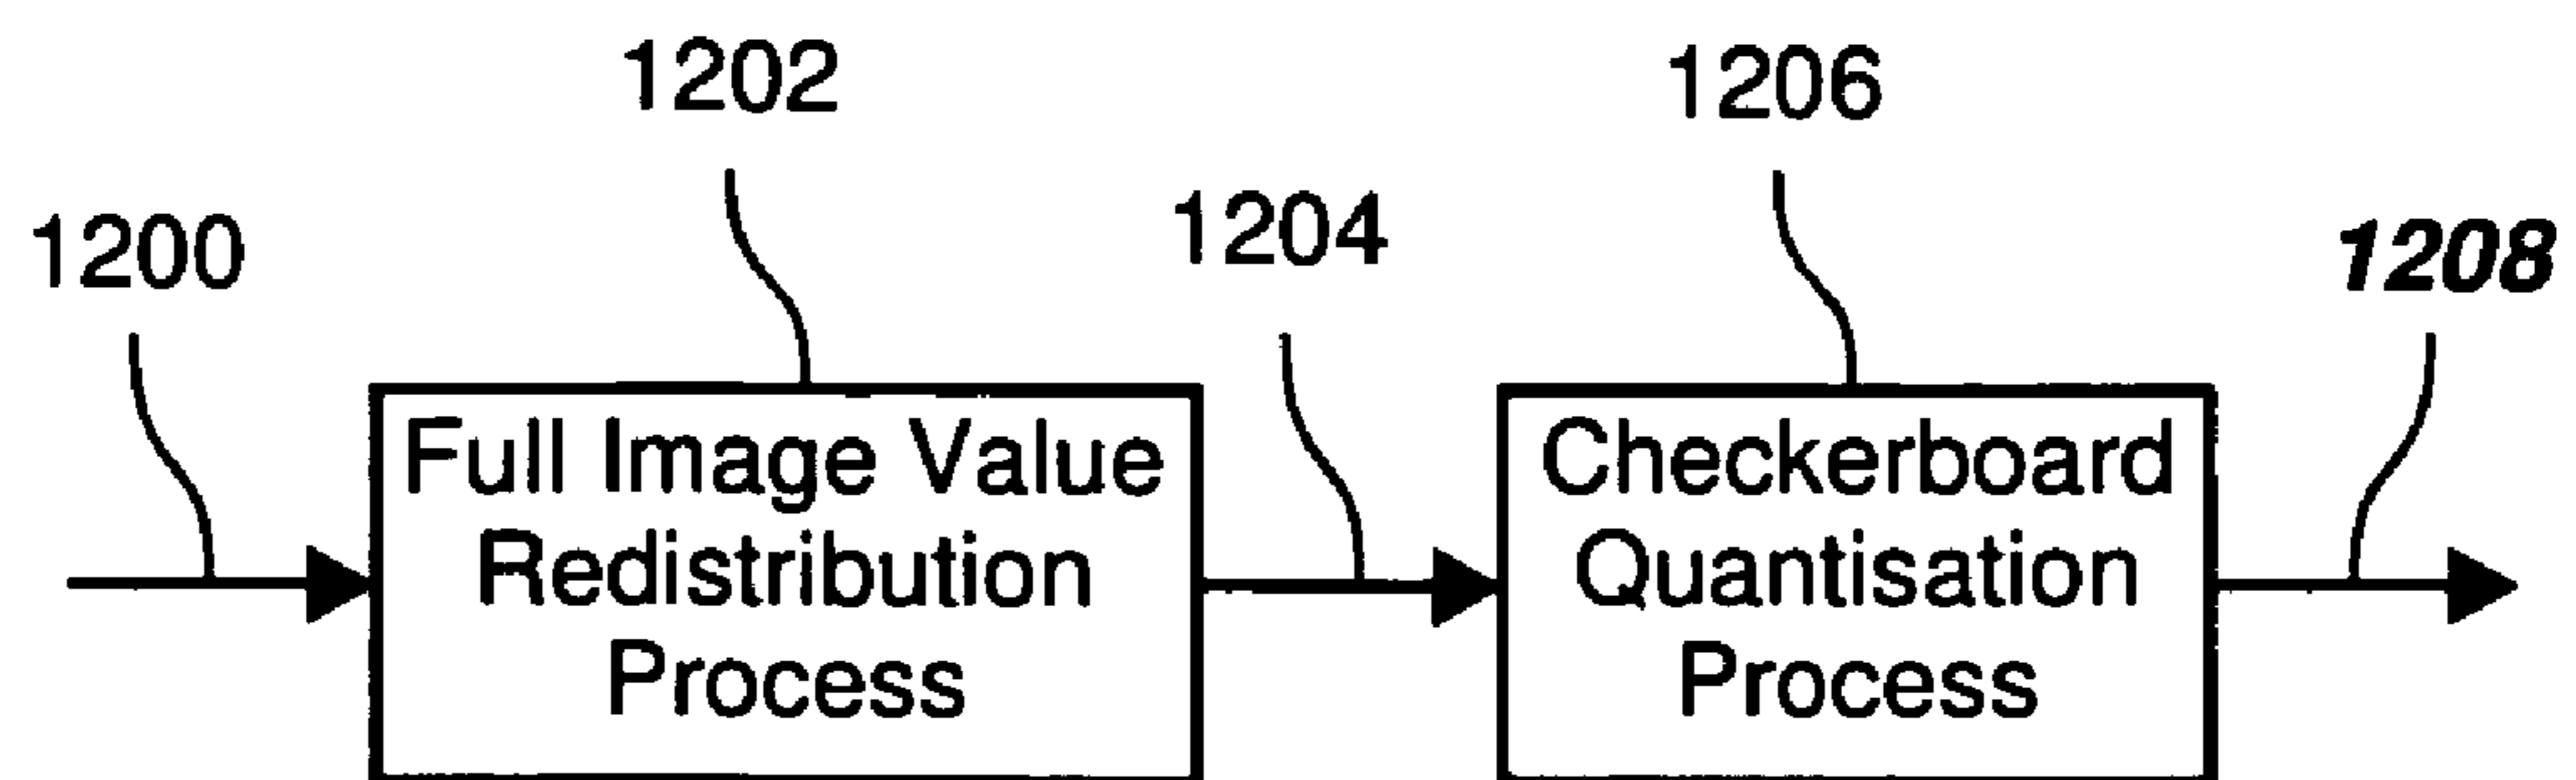 1202
1206
1204
1200
1208
Full Image Value
Redistribution
Process
Checkerboard
Quantisation
Process